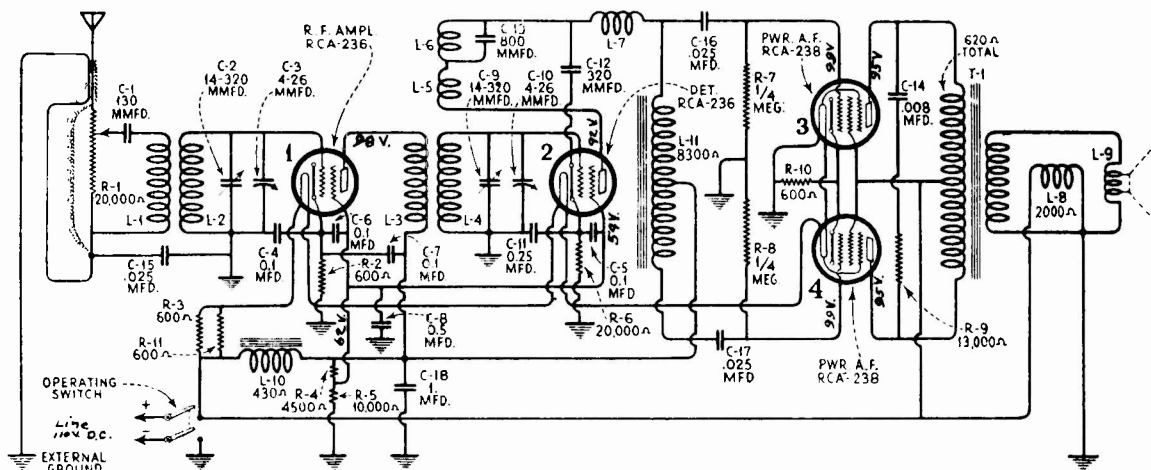 R.F. AMPL.
RCA-236
C-1
130
MMFD.
C-2
14-320
MMFD.
C-3
4-26
MMFD.
R-1
20,000Ω
L-1
L-2
1
98 V.
C-6
0.1
MFD
C-4
0.1
MFD.
R-2
600Ω
L-3
C-7
0.1
MFD.
C-15
.025
MFD.
R-3
600Ω
R-11
600Ω
62 V.
C-8
0.5
MFD
L-10
430Ω
R-4
4500Ω
R-5
10,000Ω
C-18
1.
MFD.
OPERATING
SWITCH
+
Line
110V D.C.
−
EXTERNAL
GROUND
L-6
C-13
800
MMFD.
L-5
L-7
C-9
14-320
MMFD.
C-10
4-26
MMFD.
C-12
320
MMFD.
92 V.
DET.
RCA-236
L-4
2
C-11
0.25
MFD.
54 V.
C-5
0.1
MFD
R-6
20,000Ω
L-11
8300Ω
C-16
.025
MFD.
R-7
1/4
MEG.
R-8
1/4
MEG.
C-17
.025
MFD
PWR. A.F.
RCA-238
99 V.
95 V.
3
R-10
600Ω
4
99V.
95V.
PWR. A.F.
RCA-238
C-14
.008
MFD.
620Ω
TOTAL
T-1
R-9
13,000Ω
L-8
2000Ω
L-9